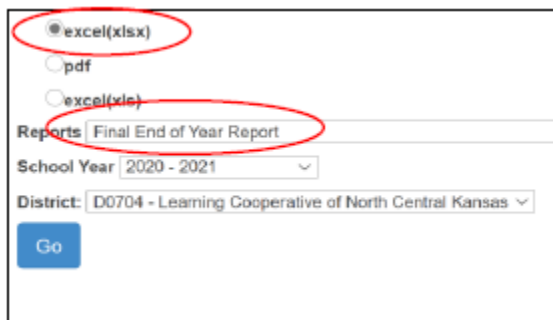 excel(xlsx)
pdf
excel(xls)
Reports Final End of Year Report
School Year 2020 - 2021
District: D0704 - Learning Cooperative of North Central Kansas
Go